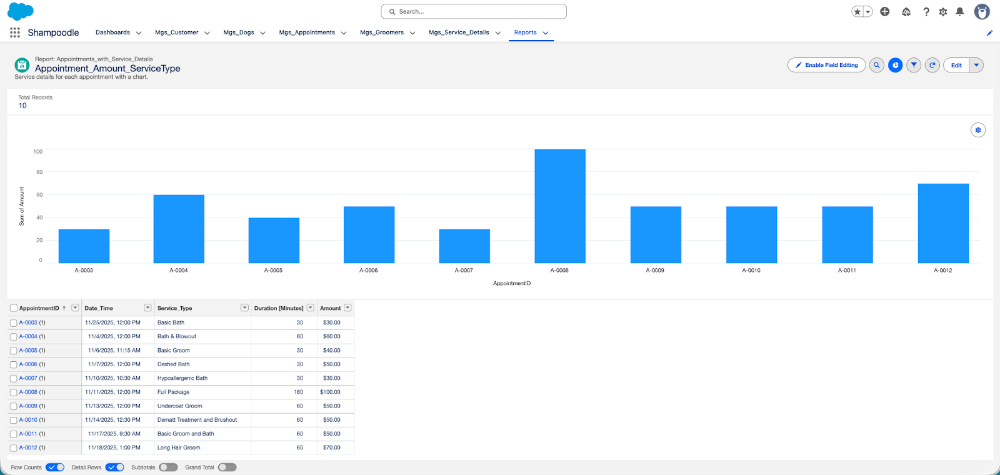 Search...
Shampoodle Dashboards Mgs_Customer Mgs_Dogs Mgs_Appointments Mgs_Groomers Mgs_Service_Details Reports
Report: Appointments_with_Service_Details
Appointment_Amount_ServiceType
Service details for each appointment with a chart.
Enable Field Editing Edit
Total Records
10
Sum of Amount
100
80
60
40
20
0
A-0003 A-0004 A-0005 A-0006 A-0007 A-0008 A-0009 A-0010 A-0011 A-0012
AppointmentID
AppointmentID ↑ Date_Time Service_Type Duration [Minutes] Amount
A-0003 (1) 11/25/2025, 12:00 PM Basic Bath 30 $30.00
A-0004 (1) 11/4/2025, 12:00 PM Bath & Blowout 60 $60.00
A-0005 (1) 11/6/2025, 11:15 AM Basic Groom 30 $40.00
A-0006 (1) 11/7/2025, 12:00 PM Deshed Bath 30 $50.00
A-0007 (1) 11/10/2025, 10:30 AM Hypoallergenic Bath 30 $30.00
A-0008 (1) 11/11/2025, 12:00 PM Full Package 180 $100.00
A-0009 (1) 11/13/2025, 12:00 PM Undercoat Groom 60 $50.00
A-0010 (1) 11/14/2025, 12:30 PM Dematt Treatment and Brushout 60 $50.00
A-0011 (1) 11/17/2025, 9:30 AM Basic Groom and Bath 60 $50.00
A-0012 (1) 11/18/2025, 1:00 PM Long Hair Groom 60 $70.00
Row Counts Detail Rows Subtotals Grand Total